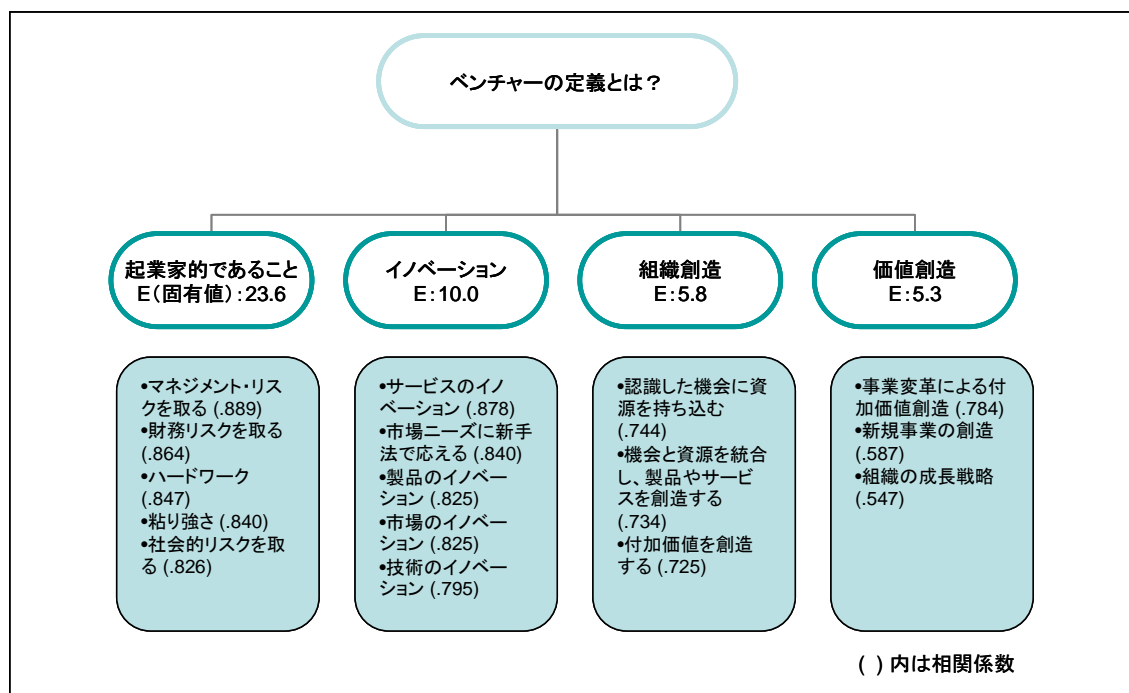 ベンチャーの定義とは？
起業家的であること
E（固有値）：23.6
イノベーション
E：10.0
組織創造
E：5.8
価値創造
E：5.3
•マネジメント・リス
クを取る (.889)
•財務リスクを取る
(.864)
•ハードワーク
(.847)
•粘り強さ (.840)
•社会的リスクを取
る (.826)
•サービスのイノ
ベーション (.878)
•市場ニーズに新手
法で応える (.840)
•製品のイノベー
ション (.825)
•市場のイノベー
ション (.825)
•技術のイノベー
ション (.795)
•認識した機会に資
源を持ち込む
(.744)
•機会と資源を統合
し、製品やサービ
スを創造する
(.734)
•付加価値を創造
する (.725)
•事業変革による付
加価値創造 (.784)
•新規事業の創造
(.587)
•組織の成長戦略
(.547)
( ) 内は相関係数